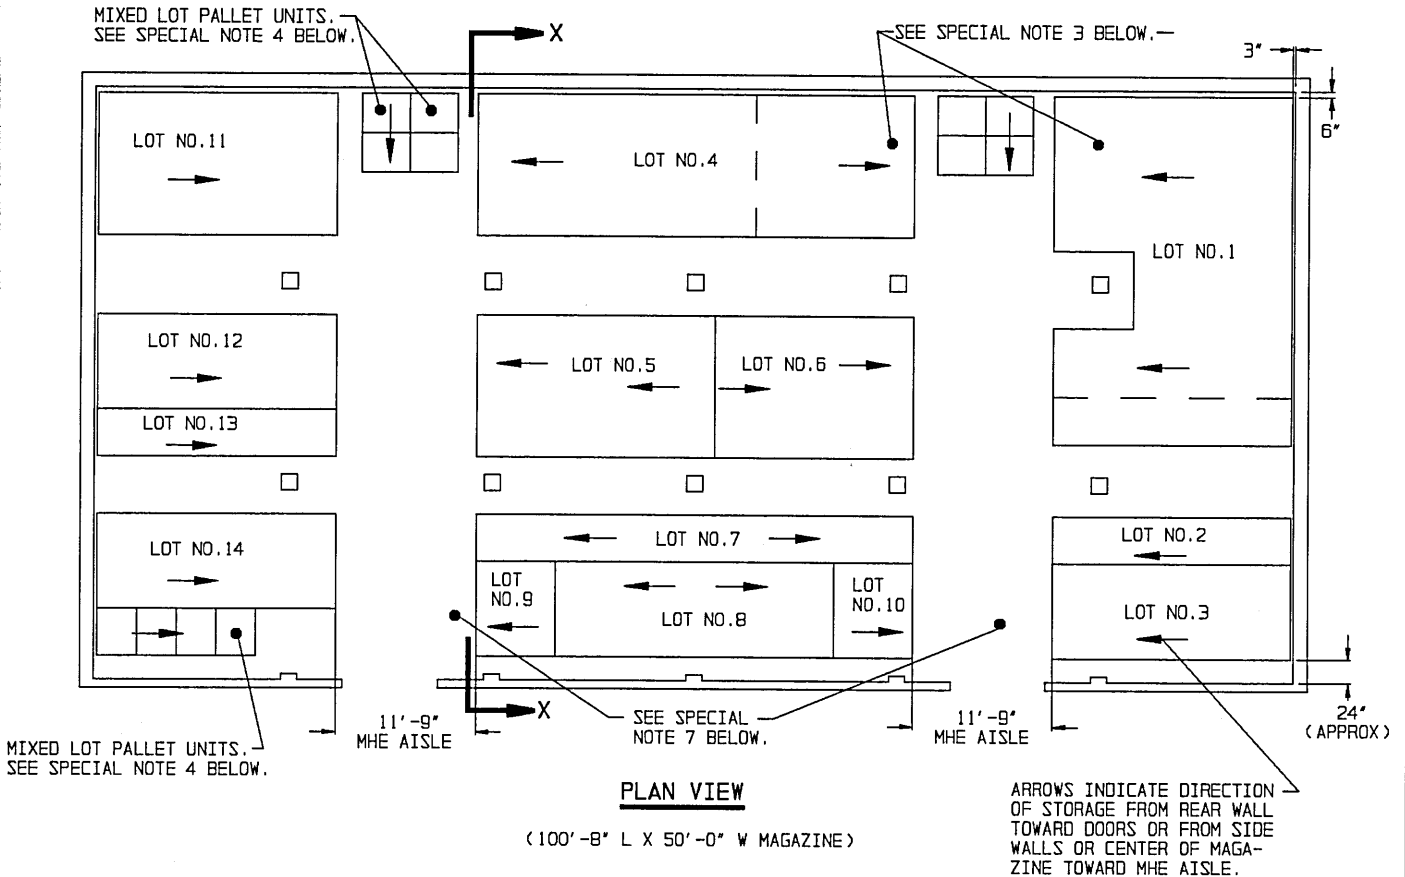 MIXED LOT PALLET UNITS.
SEE SPECIAL NOTE 4 BELOW.
X
SEE SPECIAL NOTE 3 BELOW.
3"
6"
LOT NO.11
LOT NO.4
LOT NO.1
LOT NO.12
LOT NO.5
LOT NO.6
LOT NO.13
LOT NO.14
LOT NO.7
LOT NO.2
LOT
NO.9
LOT NO.8
LOT
NO.10
LOT NO.3
X
11'-9"
MHE AISLE
SEE SPECIAL
NOTE 7 BELOW.
11'-9"
MHE AISLE
24"
(APPROX)
MIXED LOT PALLET UNITS.
SEE SPECIAL NOTE 4 BELOW.
PLAN VIEW
(100'-8" L X 50'-0" W MAGAZINE)
ARROWS INDICATE DIRECTION
OF STORAGE FROM REAR WALL
TOWARD DOORS OR FROM SIDE
WALLS OR CENTER OF MAGA-
ZINE TOWARD MHE AISLE.